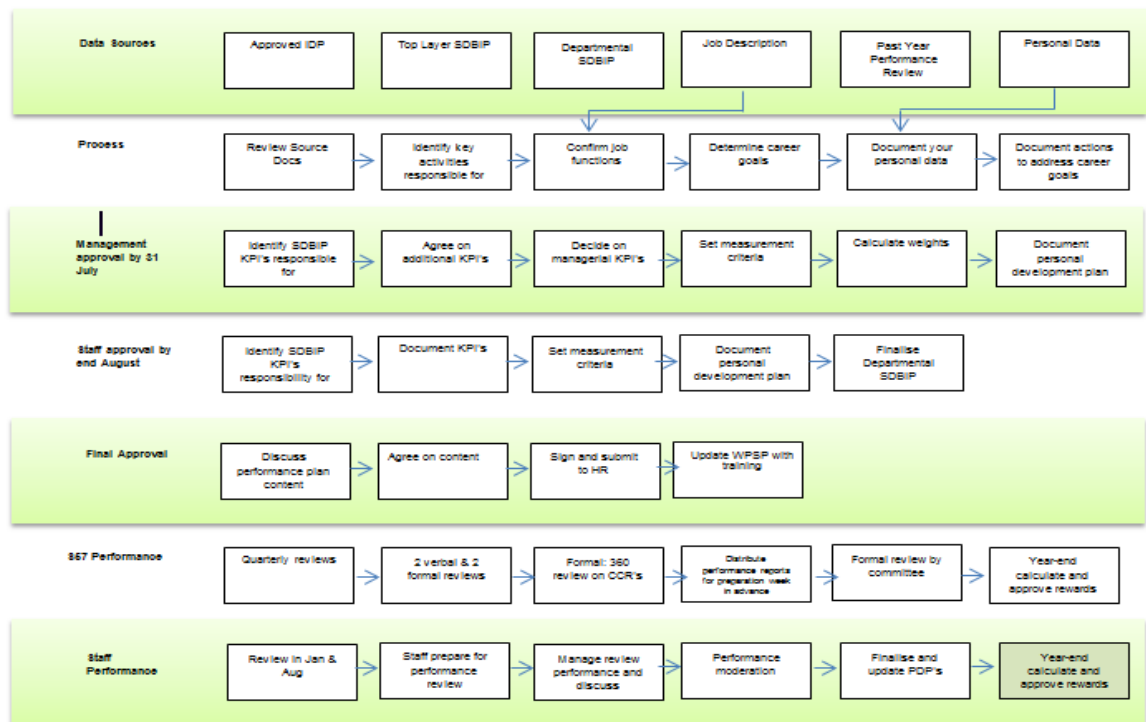 Data Sources
Approved IDP
Top Layer SDBIP
Departmental
SDBIP
Job Description
Past Year
Performance
Review
Personal Data
Process
Review Source
Docs
Identify key
activities
responsible for
Confirm job
functions
Determine career
goals
Document your
personal data
Document actions
to address career
goals
Management
approval by 31
July
Identify SDBIP
KPI's responsible
for
Agree on
additional KPI's
Decide on
managerial KPI's
Set measurement
criteria
Calculate weights
Document
personal
development plan
Staff approval by
end August
Identify SDBIP
KPI's
responsibility for
Document KPI's
Set measurement
criteria
Document
personal
development plan
Finalise
Departmental
SDBIP
Final Approval
Discuss
performance plan
content
Agree on content
Sign and submit
to HR
Update WPSP with
training
S57 Performance
Quarterly reviews
2 verbal & 2
formal reviews
Formal: 360
review on CCR's
Distribute
performance reports
for preparation week
in advance
Formal review by
committee
Year-end
calculate and
approve rewards
Staff
Performance
Review in Jan &
Aug
Staff prepare for
performance
review
Manage review
performance and
discuss
Performance
moderation
Finalise and
update PDP's
Year-end
calculate and
approve rewards